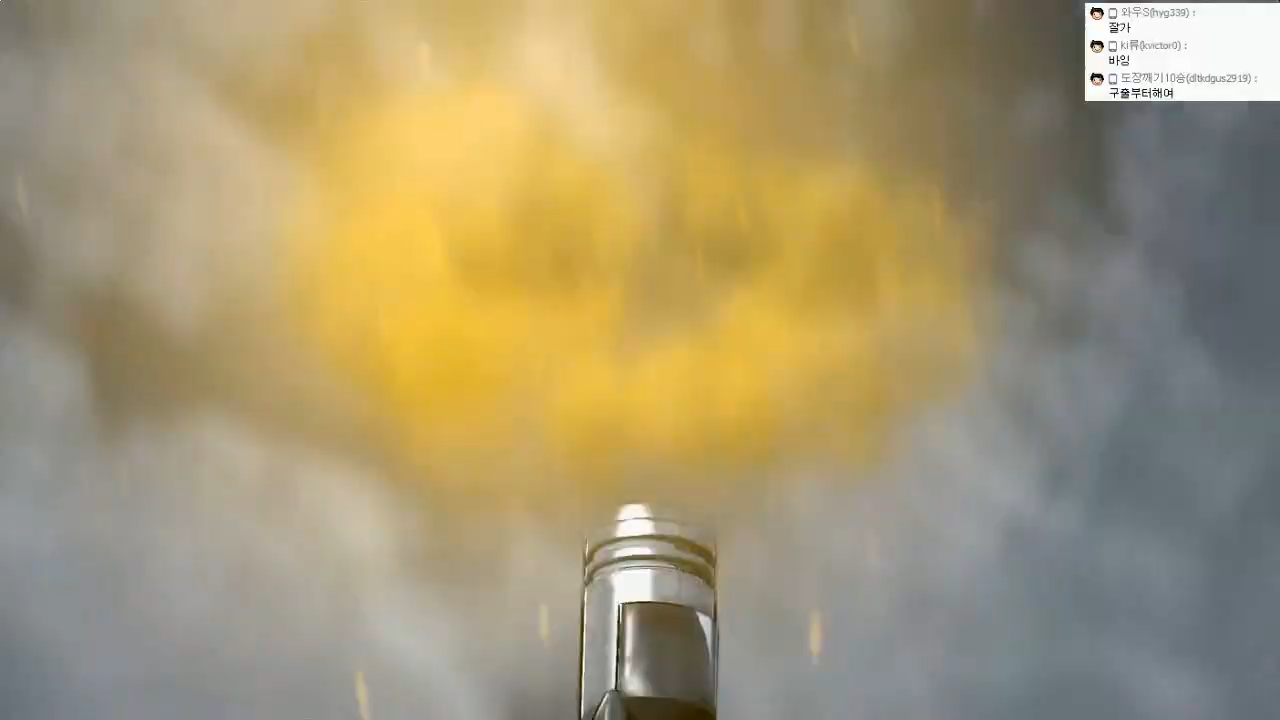 와우S(hyg339) :
잘가
ki류(kvictor0) :
바잉
도장깨기10승(dltkdgus2919) :
구출부터해여